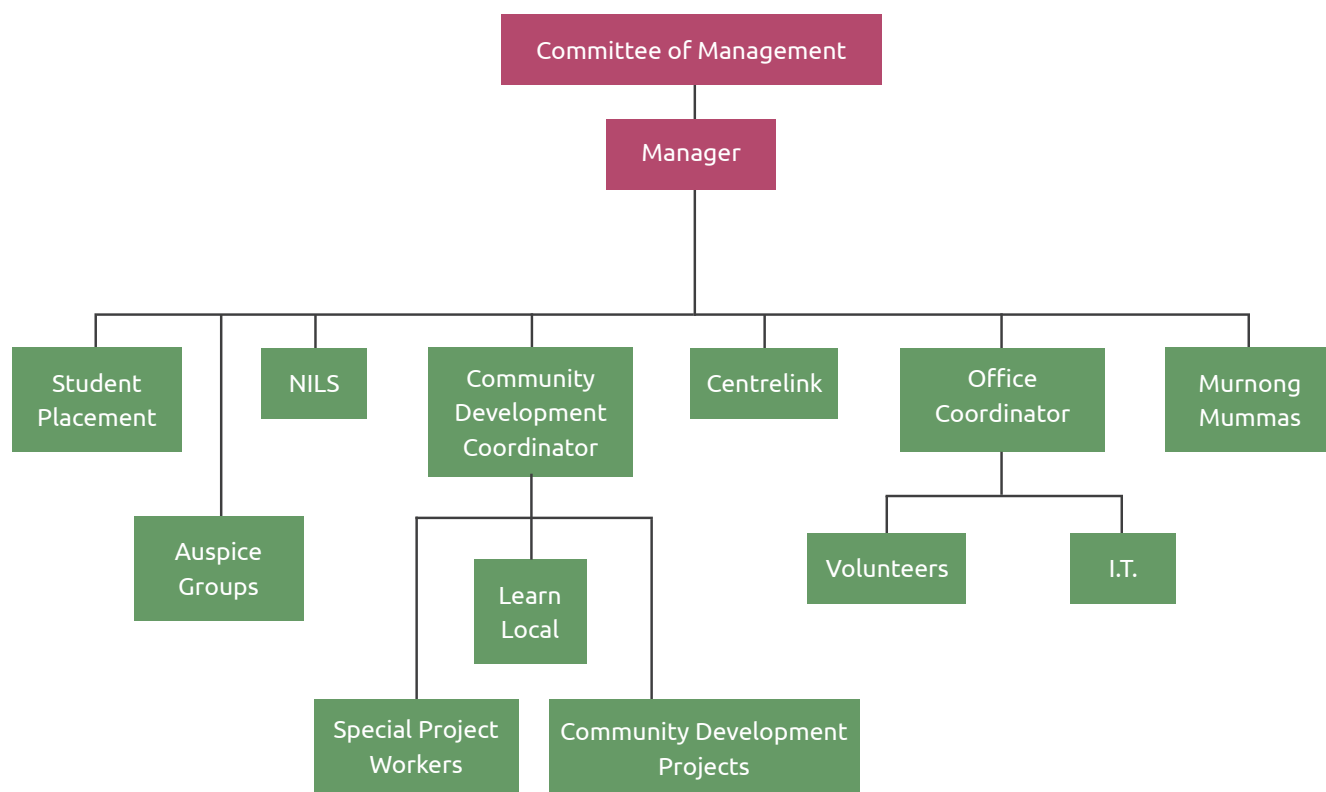 Committee of Management
Manager
Student
Placement
NILS
Community
Development
Coordinator
Centrelink
Office
Coordinator
Murnong
Mummas
Auspice
Groups
Learn
Local
Volunteers
I.T.
Special Project
Workers
Community Development
Projects